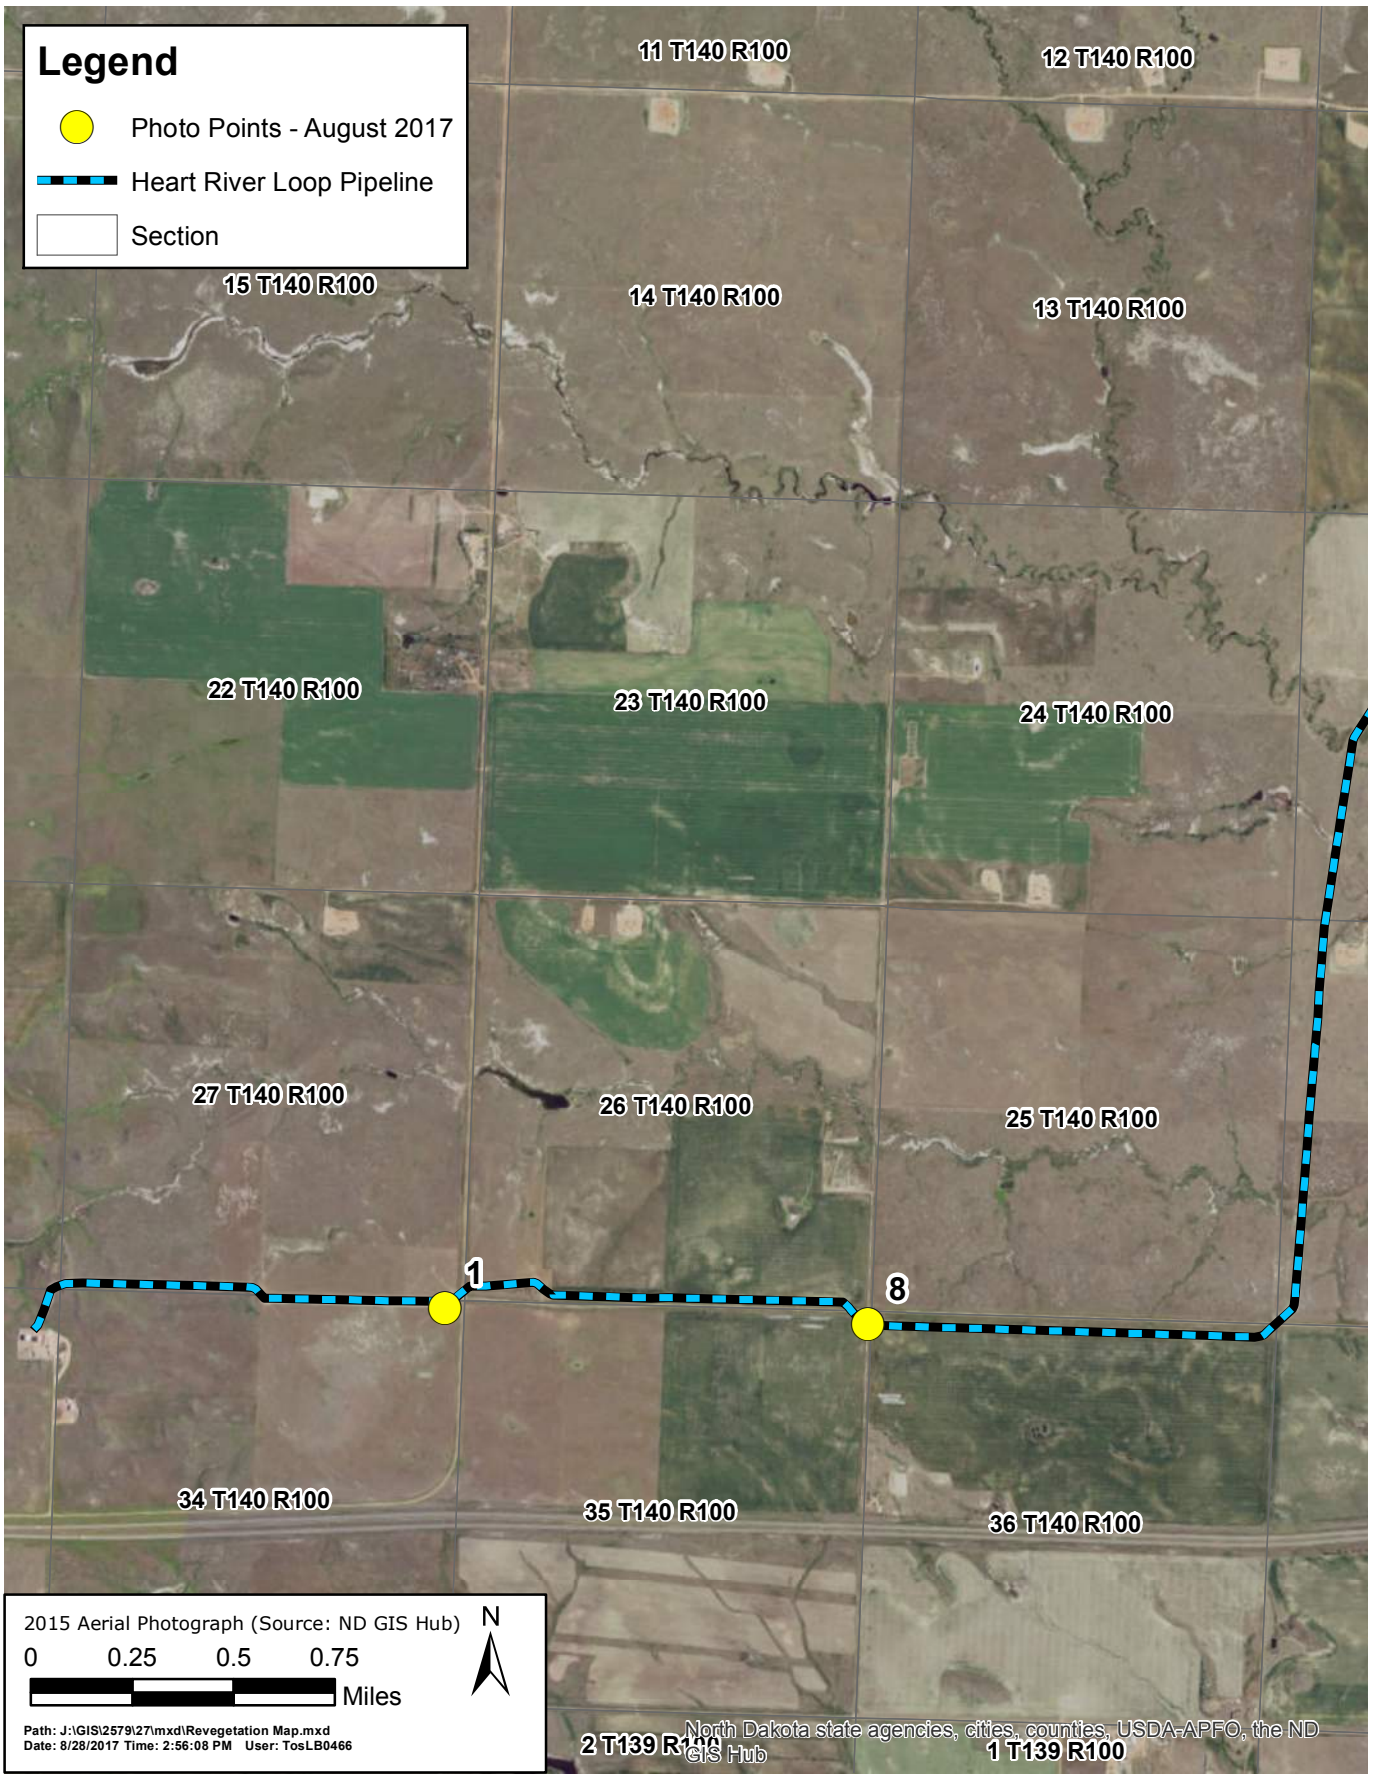 Legend
Photo Points - August 2017
Heart River Loop Pipeline
Section
11 T140 R100
12 T140 R100
15 T140 R100
14 T140 R100
13 T140 R100
22 T140 R100
23 T140 R100
24 T140 R100
27 T140 R100
26 T140 R100
25 T140 R100
1
8
34 T140 R100
35 T140 R100
36 T140 R100
2015 Aerial Photograph (Source: ND GIS Hub)
N
0 0.25 0.5 0.75
Miles
Path: J:\GIS\2579\27\mxd\Revegetation Map.mxd
Date: 8/28/2017 Time: 2:56:08 PM User: TosLB0466
North Dakota state agencies, cities, counties, USDA-APFO, the ND
GIS Hub
2 T139 R100
1 T139 R100